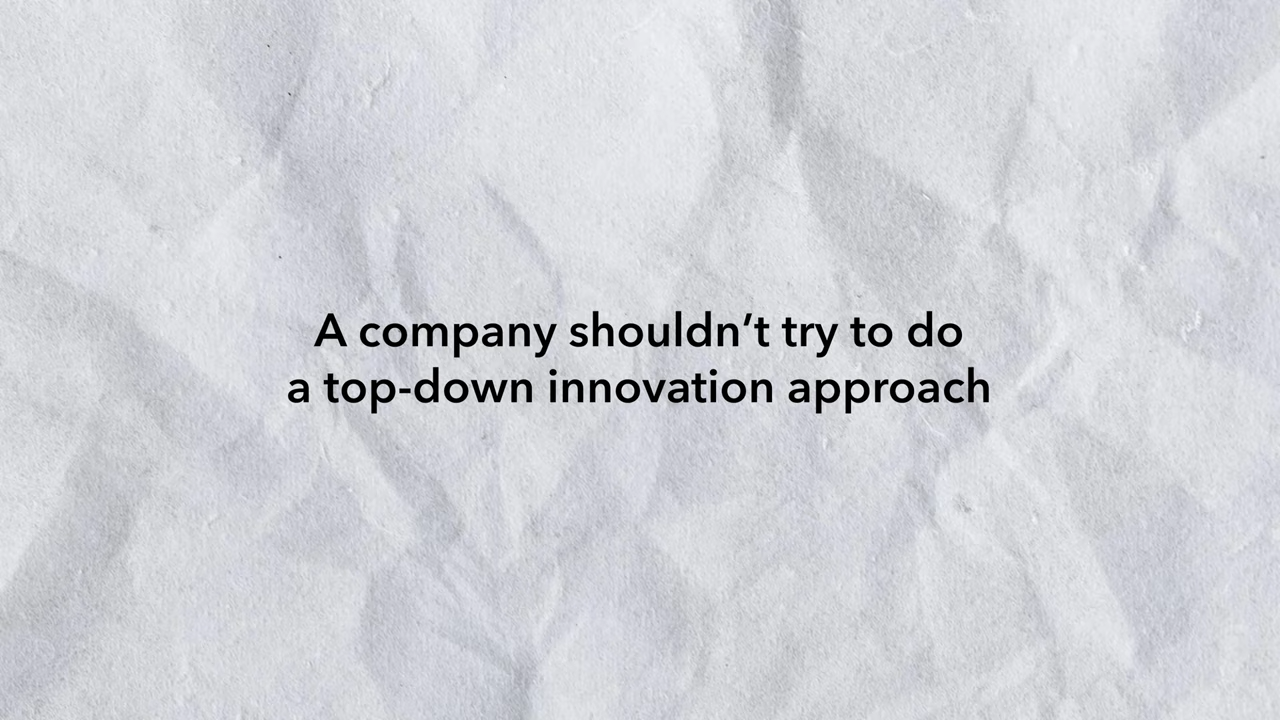 A company shouldn’t try to do
a top-down innovation approach